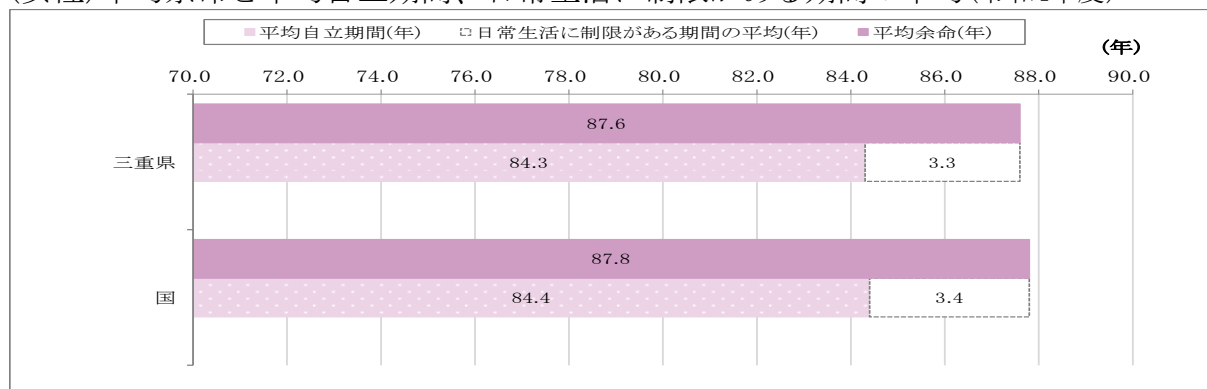 平均自立期間(年) 日常生活に制限がある期間の平均(年) 平均余命(年)
(年)
70.0 72.0 74.0 76.0 78.0 80.0 82.0 84.0 86.0 88.0 90.0
87.6
三重県 84.3 3.3
87.8
国 84.4 3.4